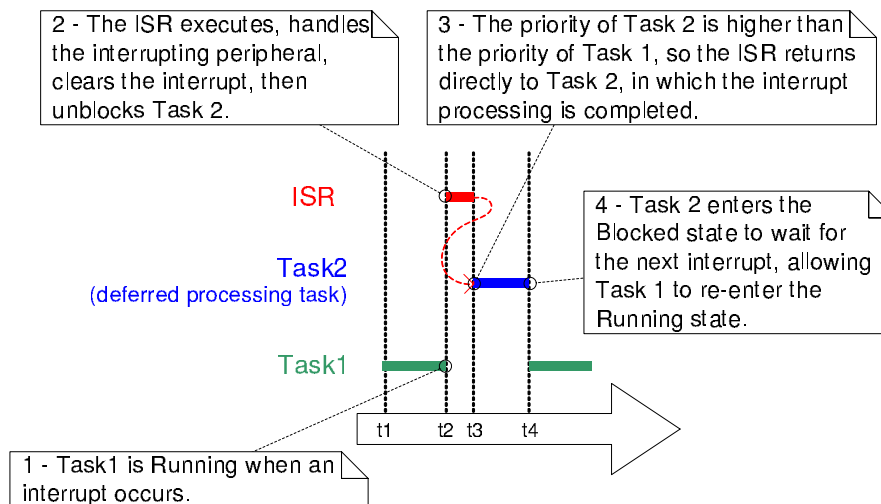 2 - The ISR executes, handles
the interrupting peripheral,
clears the interrupt, then
unblocks Task 2.
3 - The priority of Task 2 is higher than
the priority of Task 1, so the ISR returns
directly to Task 2, in which the interrupt
processing is completed.
ISR
4 - Task 2 enters the
Blocked state to wait for
the next interrupt, allowing
Task 1 to re-enter the
Running state.
Task2
(deferred processing task)
Task1
t1 t2 t3 t4
1 - Task1 is Running when an
interrupt occurs.